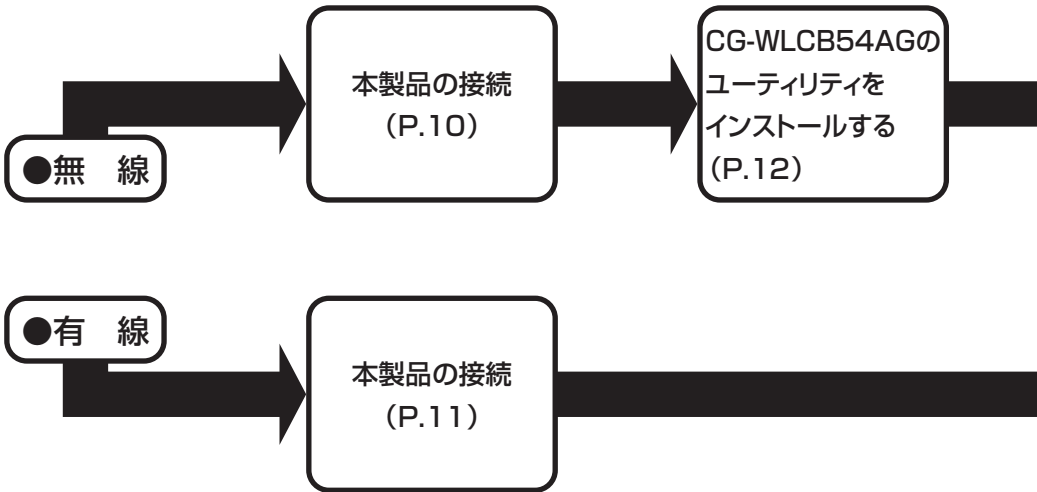 ●無　線
本製品の接続
（P.10）
CG-WLCB54AGの
ユーティリティを
インストールする
（P.12）
●有　線
本製品の接続
（P.11）